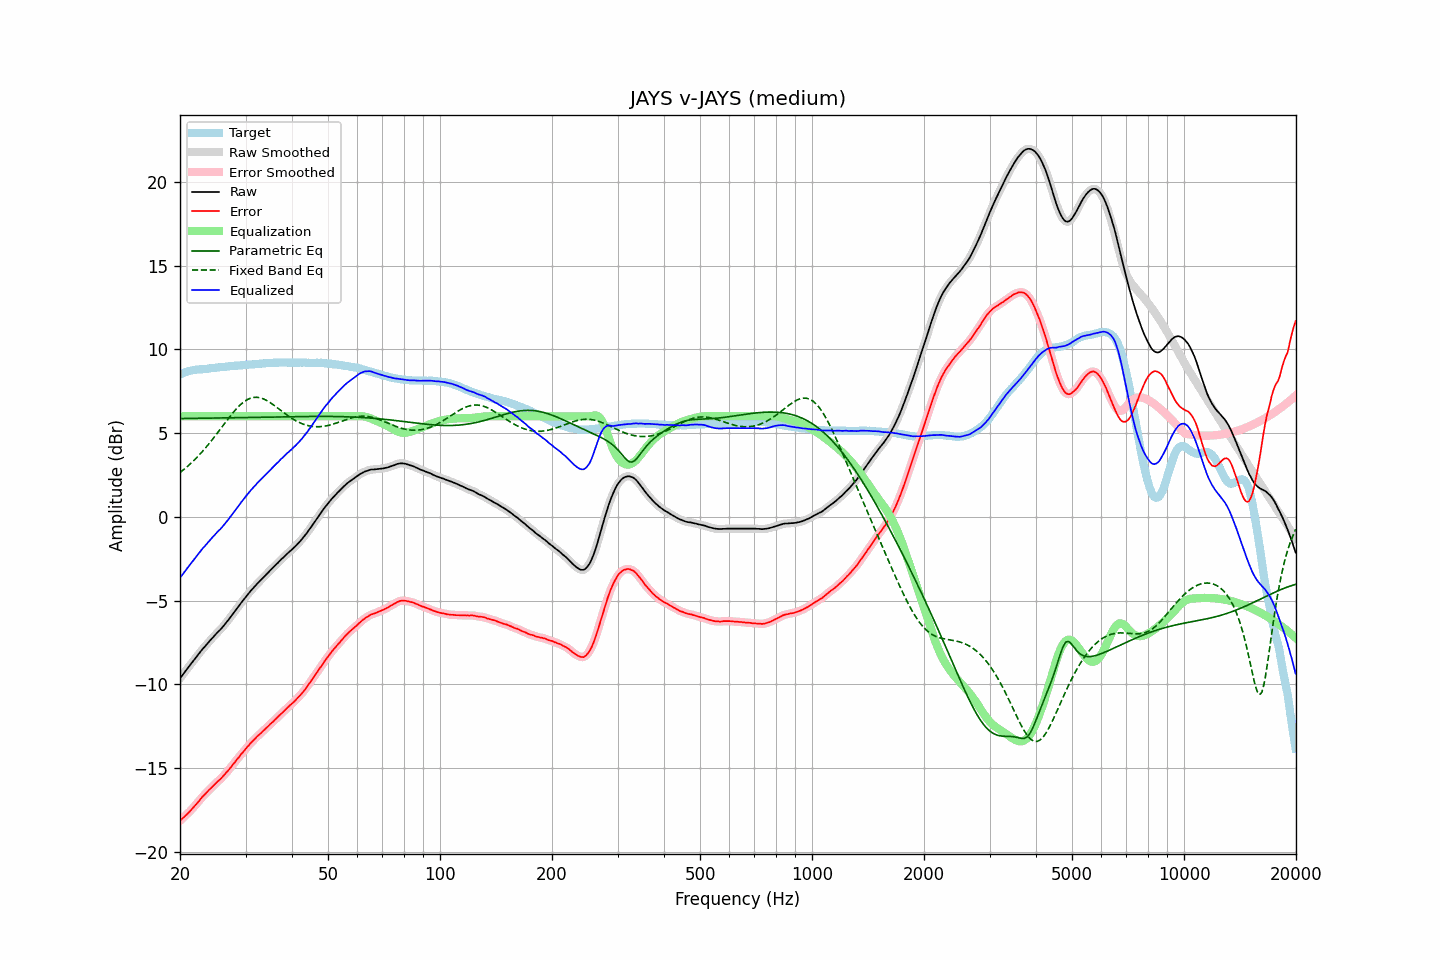 JAYS v-JAYS (medium)
Target
Raw Smoothed
Error Smoothed
Raw
Error
Equalization
Parametric Eq
Fixed Band Eq
Equalized
Amplitude (dBr)
20
15
10
5
0
−5
−10
−15
−20
20 50 100 200 500 1000 2000 5000 10000 20000
Frequency (Hz)